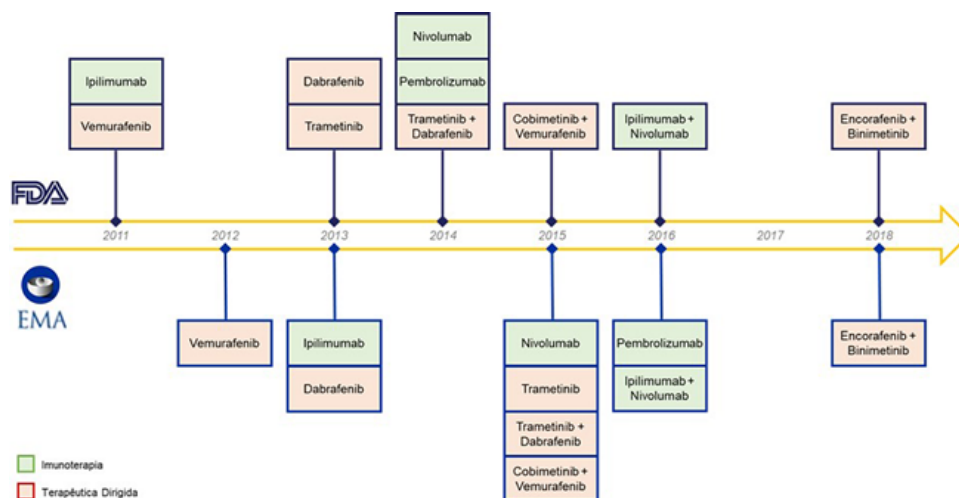 Nivolumab
Ipilimumab
Dabrafenib
Pembrolizumab
Vemurafenib
Trametinib
Trametinib +
Dabrafenib
Cobimetinib +
Vemurafenib
Ipilimumab +
Nivolumab
Encorafenib +
Binimetinib
FDA
2011
2012
2013
2014
2015
2016
2017
2018
EMA
Vemurafenib
Ipilimumab
Dabrafenib
Nivolumab
Trametinib
Trametinib +
Dabrafenib
Cobimetinib +
Vemurafenib
Pembrolizumab
Ipilimumab +
Nivolumab
Encorafenib +
Binimetinib
Imunoterapia
Terapêutica Dirigida